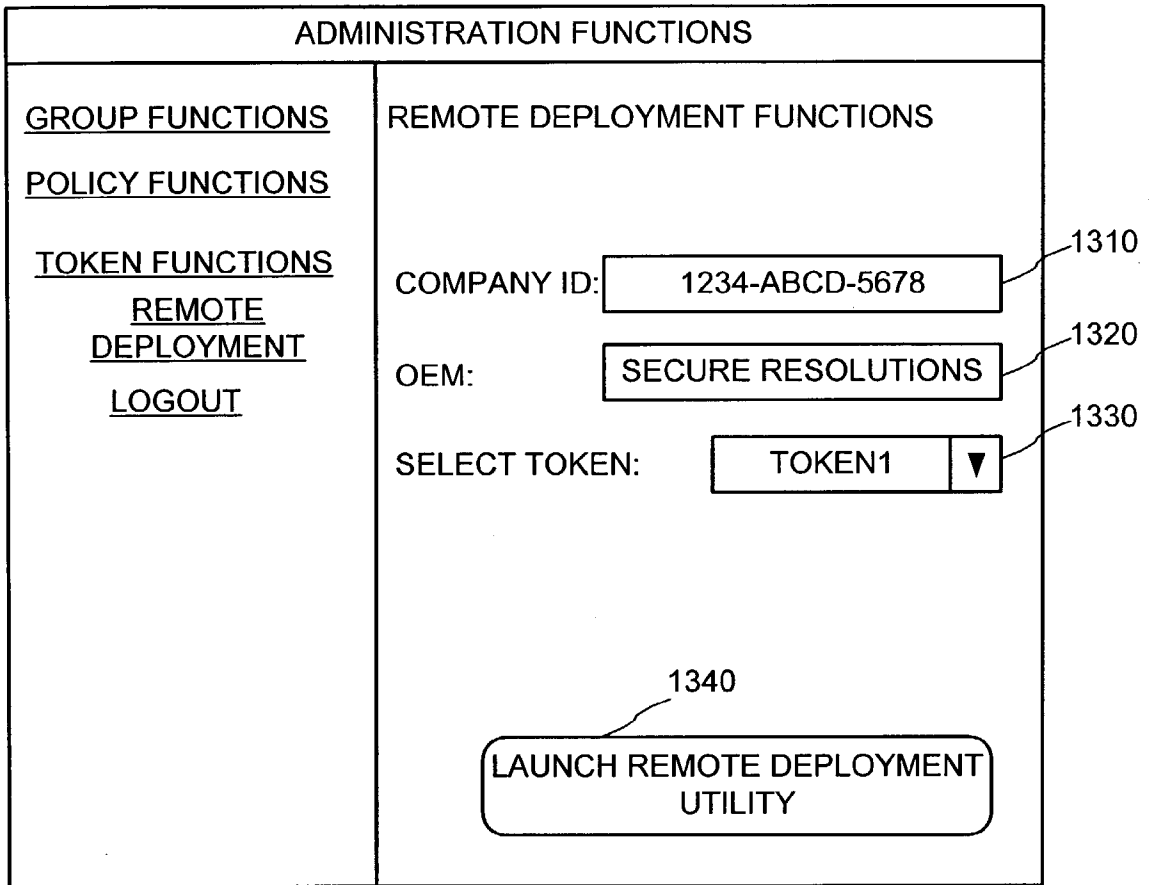 ADMINISTRATION FUNCTIONS
GROUP FUNCTIONS
POLICY FUNCTIONS
TOKEN FUNCTIONS
REMOTE
DEPLOYMENT
LOGOUT
REMOTE DEPLOYMENT FUNCTIONS
COMPANY ID: 1234-ABCD-5678
1310
OEM: SECURE RESOLUTIONS
1320
SELECT TOKEN: TOKEN1 ▼
1330
1340
LAUNCH REMOTE DEPLOYMENT
UTILITY